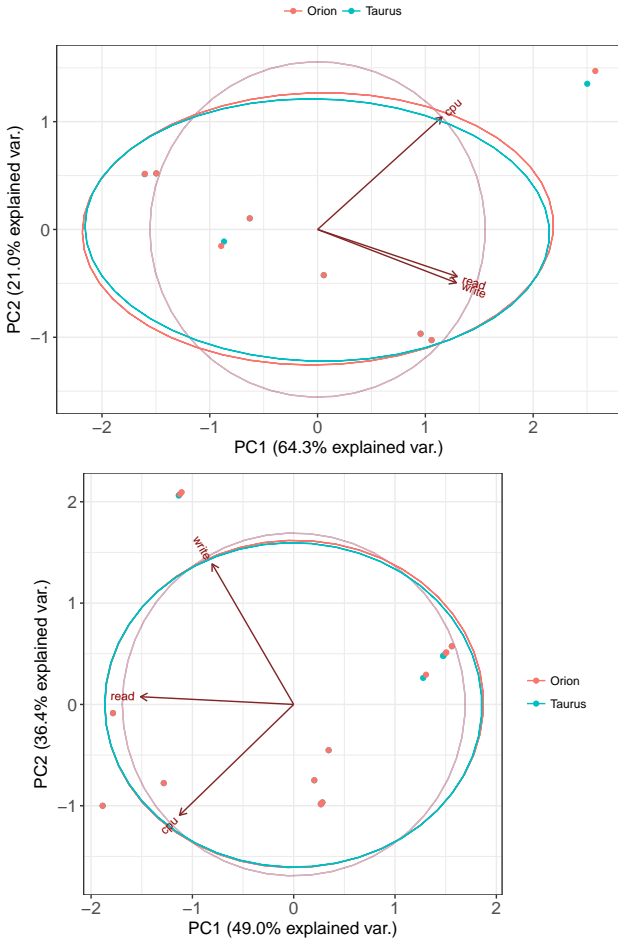 Orion Taurus
cpu
1
0
read
write
−1
PC2 (21.0% explained var.)
−2 −1 0 1 2
PC1 (64.3% explained var.)
2
write
1
Orion
read
0
Taurus
−1
cpu
PC2 (36.4% explained var.)
−2 −1 0 1 2
PC1 (49.0% explained var.)